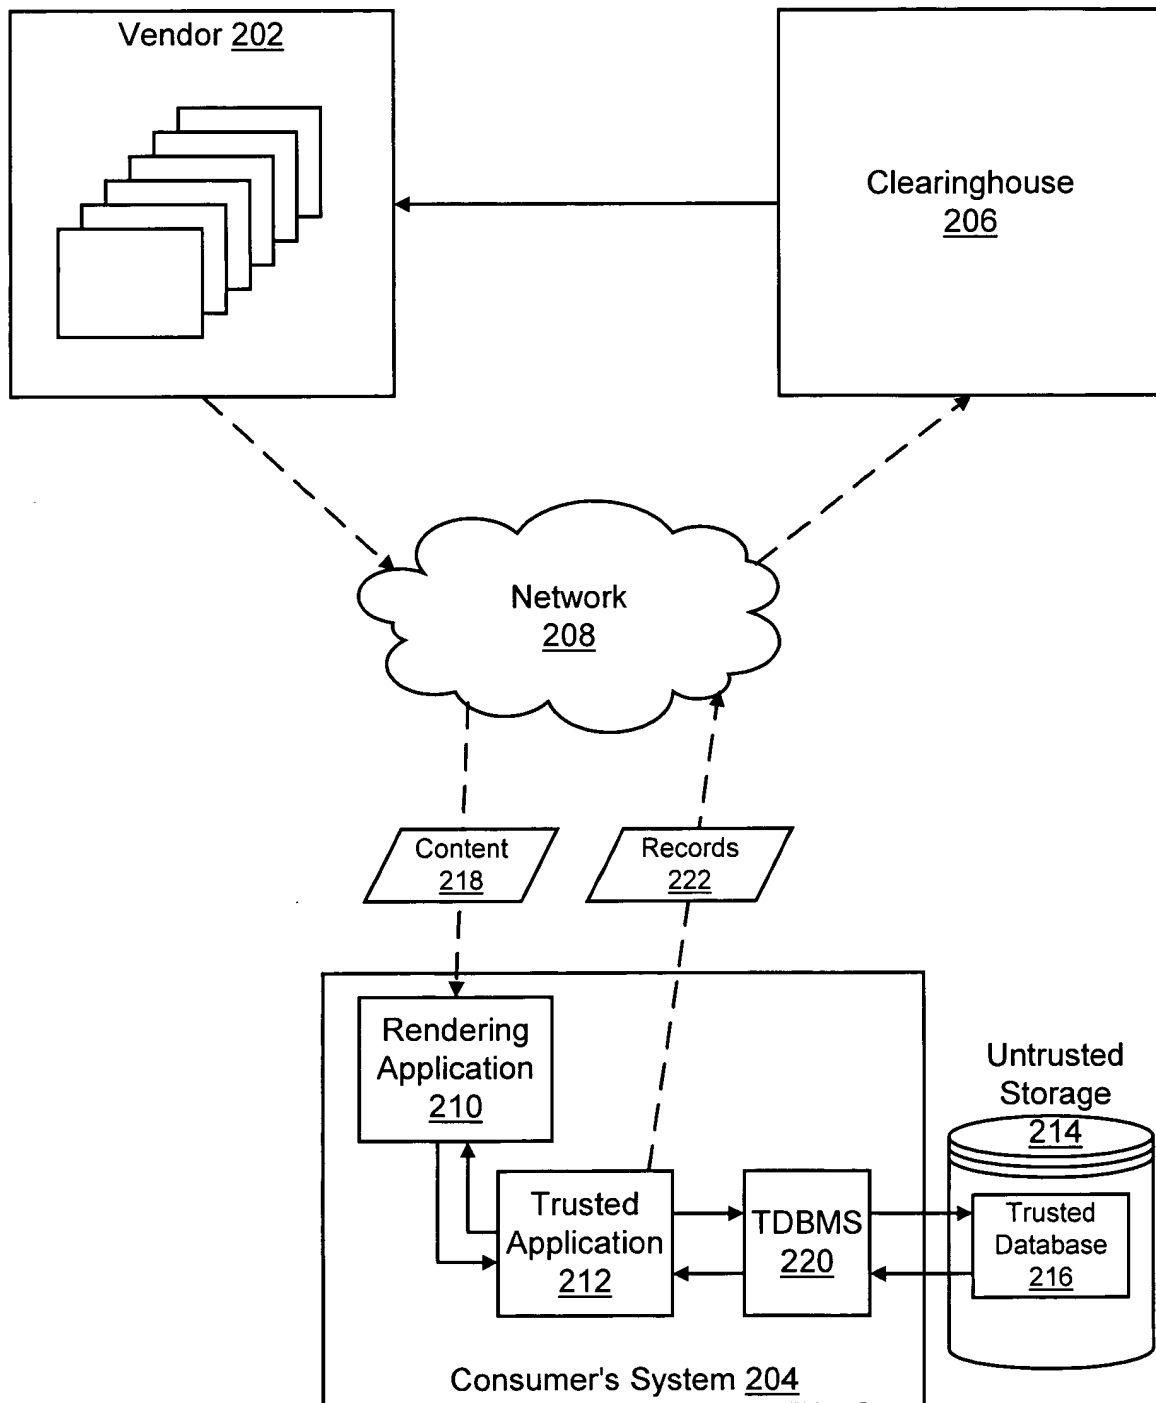 Vendor 202
Clearinghouse
206
Network
208
Content
218
Records
222
Rendering
Application
210
Untrusted
Storage
214
Trusted
Application
212
TDBMS
220
Trusted
Database
216
Consumer's System 204